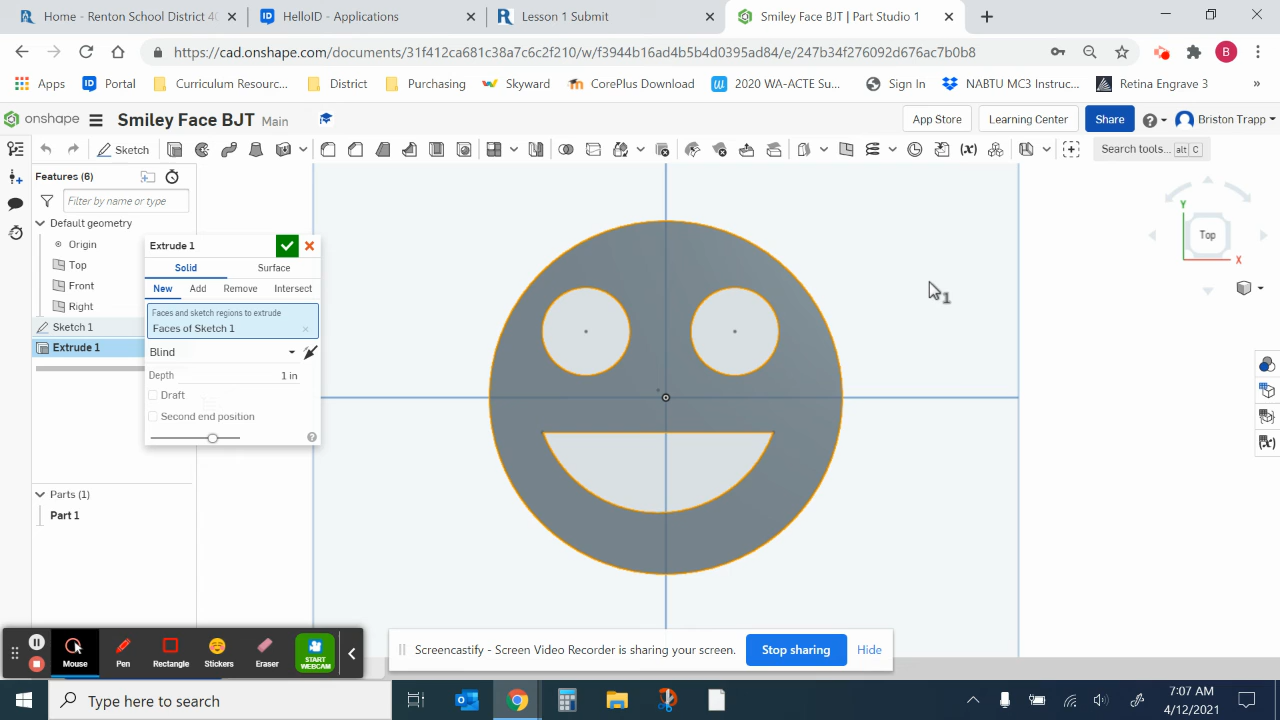 Home - Renton School District 40
HelloID - Applications
Lesson 1 Submit
Smiley Face BJT | Part Studio 1
https://cad.onshape.com/documents/31f412ca681c38a7c6c2f210/w/f3944b16ad4b5b4d0395ad84/e/247b34f276092d676ac7b0b8
B
Apps
Portal
Curriculum Resourc...
District
Purchasing
Skyward
CorePlus Download
2020 WA-ACTE Su...
Sign In
NABTU MC3 Instruc...
Retina Engrave 3
»
onshape
Smiley Face BJT Main
App Store
Learning Center
Share
Briston Trapp
Sketch
Search tools... alt C
Features (6)
Filter by name or type
Default geometry
Origin
Top
Front
Right
Sketch 1
Extrude 1
Extrude 1
Solid Surface
New Add Remove Intersect
Faces and sketch regions to extrude
Faces of Sketch 1
Blind
Depth 1 in
Draft
Second end position
Parts (1)
Part 1
Y
Top
X
1
Mouse
Pen
Rectangle
Stickers
Eraser
START
WEBCAM
Screencastify - Screen Video Recorder is sharing your screen.
Stop sharing
Hide
Type here to search
7:07 AM
4/12/2021